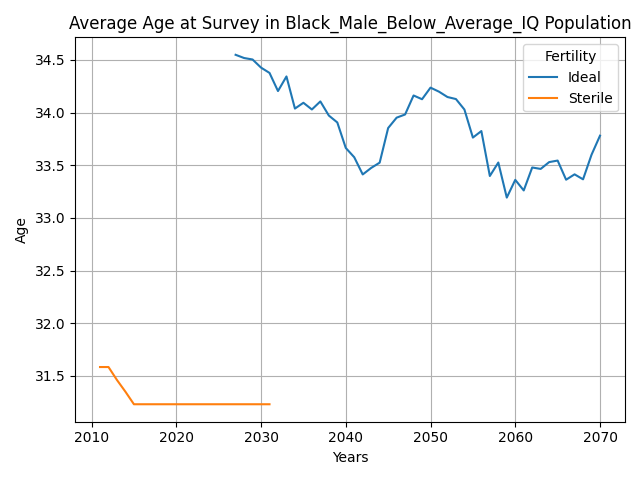 Average Age at Survey in Black_Male_Below_Average_IQ Population
Fertility
Ideal
Sterile
Age
34.5
34.0
33.5
33.0
32.5
32.0
31.5
2010 2020 2030 2040 2050 2060 2070
Years